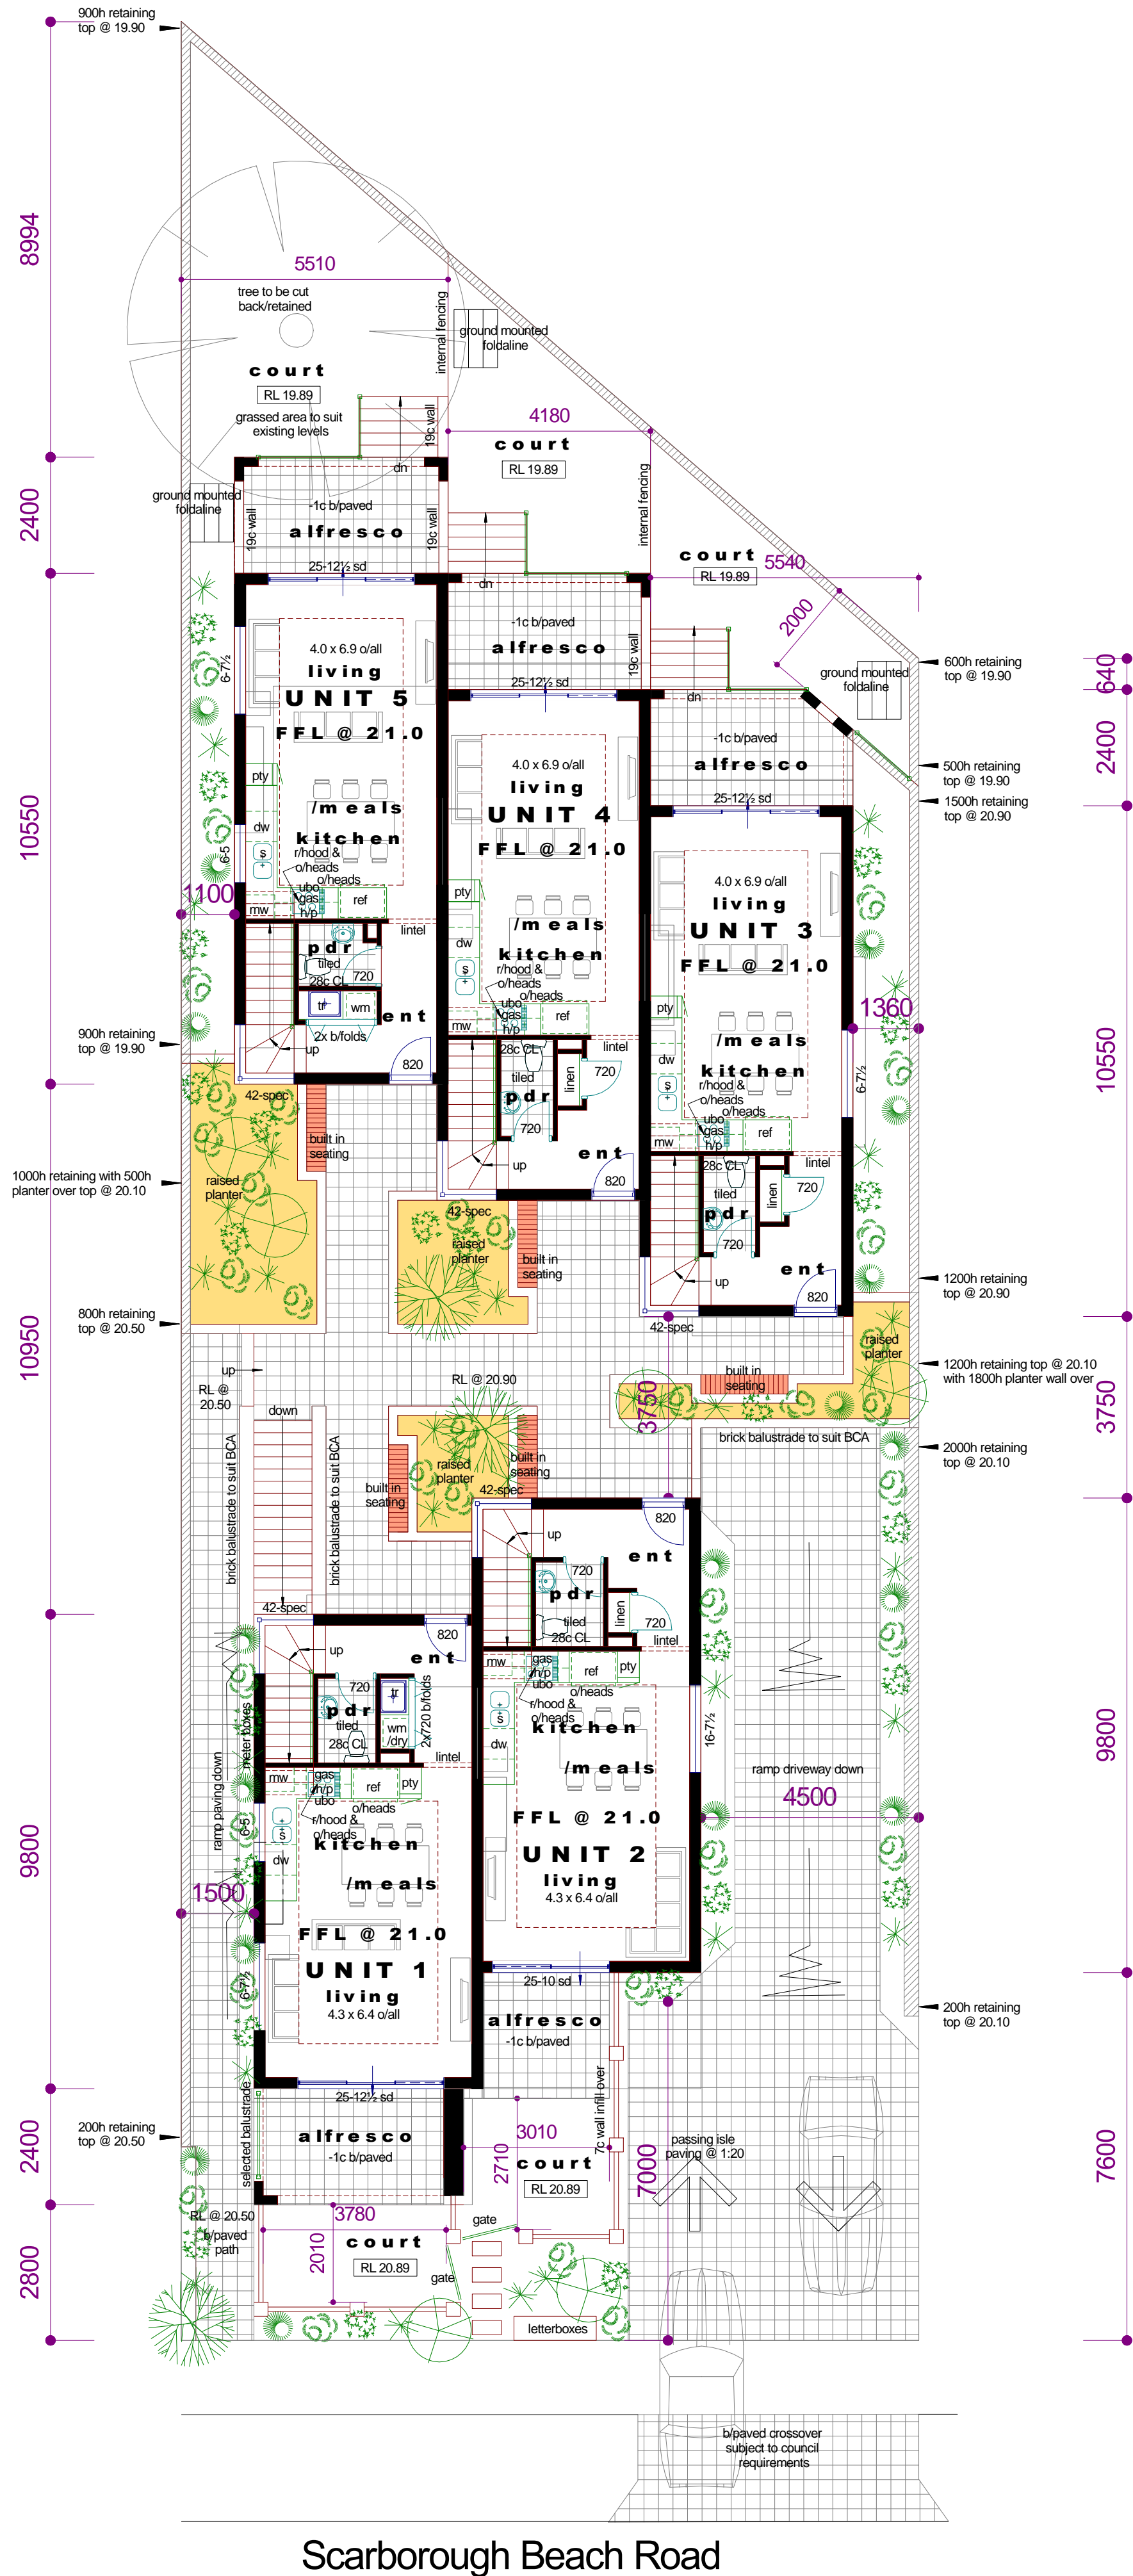 900h retaining
top @ 19.90
8994
5510
tree to be cut
back/retained
internal fencing
ground mounted
foldaline
court
RL 19.89
grassed area to suit
existing levels
19c wall
dn
4180
court
RL 19.89
internal fencing
2400
ground mounted
foldaline
19c wall
-1c b/paved
alfresco
19c wall
25-12½ sd
dn
court
5540
RL 19.89
2000
-1c b/paved
alfresco
19c wall
25-12½ sd
dn
ground mounted
foldaline
600h retaining
top @ 19.90
640
10550
6-7½
4.0 x 6.9 o/all
living
UNIT 5
FFL @ 21.0
pty
/meals
dw
kitchen
6-5
s
r/hood &
o/heads
o/heads
1100
mw
ubo
gas
h/p
ref
lintel
pdr
tiled
28c CL
720
tr
wm
2x b/folds
ent
up
820
42-spec
4.0 x 6.9 o/all
living
UNIT 4
FFL @ 21.0
pty
/meals
dw
kitchen
s
r/hood &
o/heads
o/heads
mw
ubo
gas
h/p
ref
lintel
28c CL
tiled
pdr
linen
720
720
ent
up
820
42-spec
-1c b/paved
alfresco
25-12½ sd
500h retaining
top @ 19.90
2400
1500h retaining
top @ 20.90
4.0 x 6.9 o/all
living
UNIT 3
FFL @ 21.0
pty
1360
/meals
dw
kitchen
6-7½
s
r/hood &
o/heads
o/heads
mw
ubo
gas
h/p
ref
lintel
28c CL
tiled
pdr
linen
720
720
ent
up
820
42-spec
10550
900h retaining
top @ 19.90
built in
seating
1000h retaining with 500h
planter over top @ 20.10
raised
planter
raised
planter
built in
seating
1200h retaining
top @ 20.90
800h retaining
top @ 20.50
10950
raised
planter
built in
seating
1200h retaining top @ 20.10
with 1800h planter wall over
up
RL @
20.50
down
RL @ 20.90
3750
3750
brick balustrade to suit BCA
2000h retaining
top @ 20.10
brick balustrade to suit BCA
brick balustrade to suit BCA
raised
planter
built in
seating
built in
seating
42-spec
820
up
ent
720
pdr
tiled
28c CL
linen
720
lintel
mw
gas
h/p
ubo
ref
pty
o/heads
r/hood &
o/heads
s
kitchen
dw
/meals
16-7½
FFL @ 21.0
UNIT 2
living
4.3 x 6.4 o/all
25-10 sd
42-spec
up
820
ent
meter boxes
720
pdr
tiled
28c CL
tr
wm
/dry
2x720 b/folds
lintel
mw
gas
h/p
ubo
ref
pty
o/heads
r/hood &
o/heads
ramp paving down
6-5
s
kitchen
dw
/meals
9800
1500
FFL @ 21.0
UNIT 1
living
4.3 x 6.4 o/all
6-7½
25-12½ sd
ramp driveway down
4500
9800
200h retaining
top @ 20.10
alfresco
-1c b/paved
7c wall infill over
selected balustrade
200h retaining
top @ 20.50
2400
alfresco
-1c b/paved
3010
2710
court
RL 20.89
7000
passing isle
paving @ 1:20
7600
RL @ 20.50
b/paved
path
3780
2010
court
RL 20.89
gate
gate
2800
letterboxes
b/paved crossover
subject to council
requirements
Scarborough Beach Road